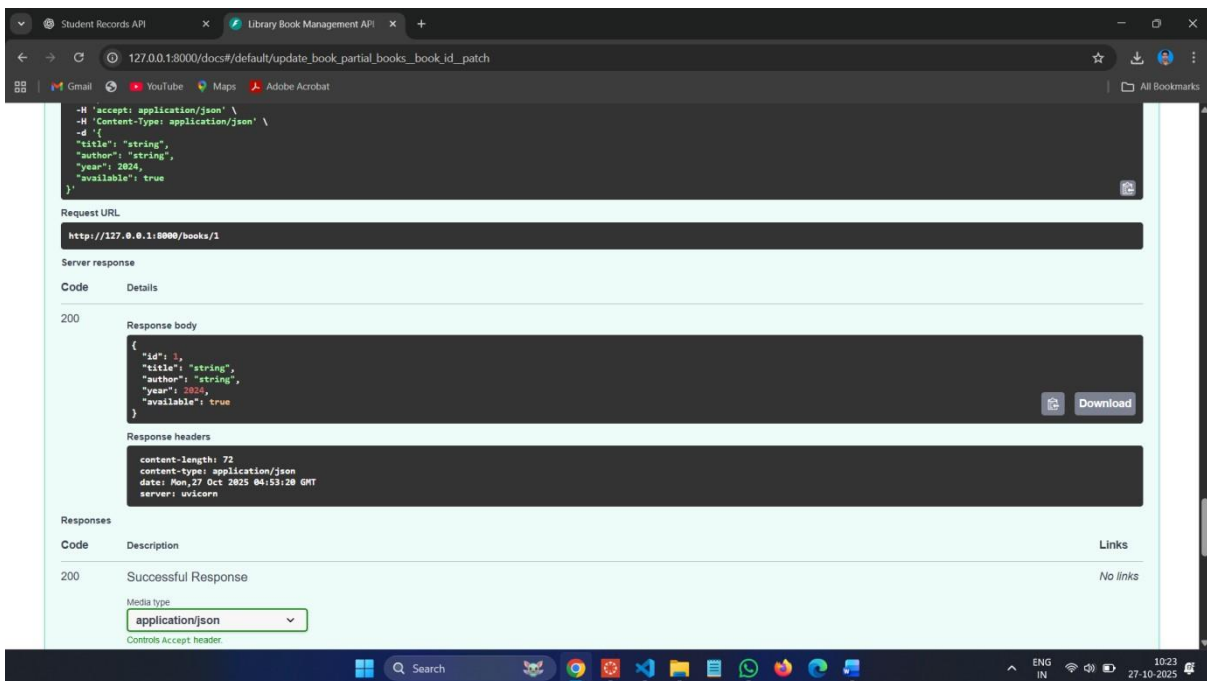 Student Records API
Library Book Management API
127.0.0.1:8000/docs#/default/update_book_partial_books__book_id__patch
Gmail YouTube Maps Adobe Acrobat All Bookmarks
-H 'accept: application/json' \
-H 'Content-Type: application/json' \
-d '{
"title": "string",
"author": "string",
"year": 2024,
"available": true
}'
Request URL
http://127.0.0.1:8000/books/1
Server response
Code Details
200
Response body
{
"id": 1,
"title": "string",
"author": "string",
"year": 2024,
"available": true
}
Download
Response headers
content-length: 72
content-type: application/json
date: Mon,27 Oct 2025 04:53:20 GMT
server: uvicorn
Responses
Code Description Links
200 Successful Response No links
Media type
application/json
Controls Accept header.
Search
ENG
IN
10:23
27-10-2025